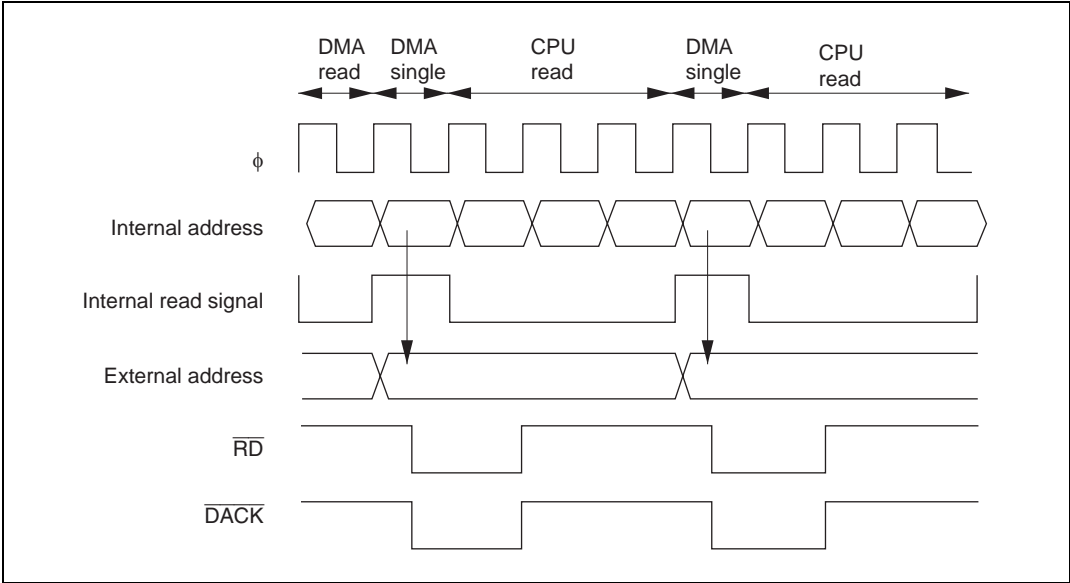 DMA read
DMA single
CPU read
DMA single
CPU read
φ
Internal address
Internal read signal
External address
RD
DACK